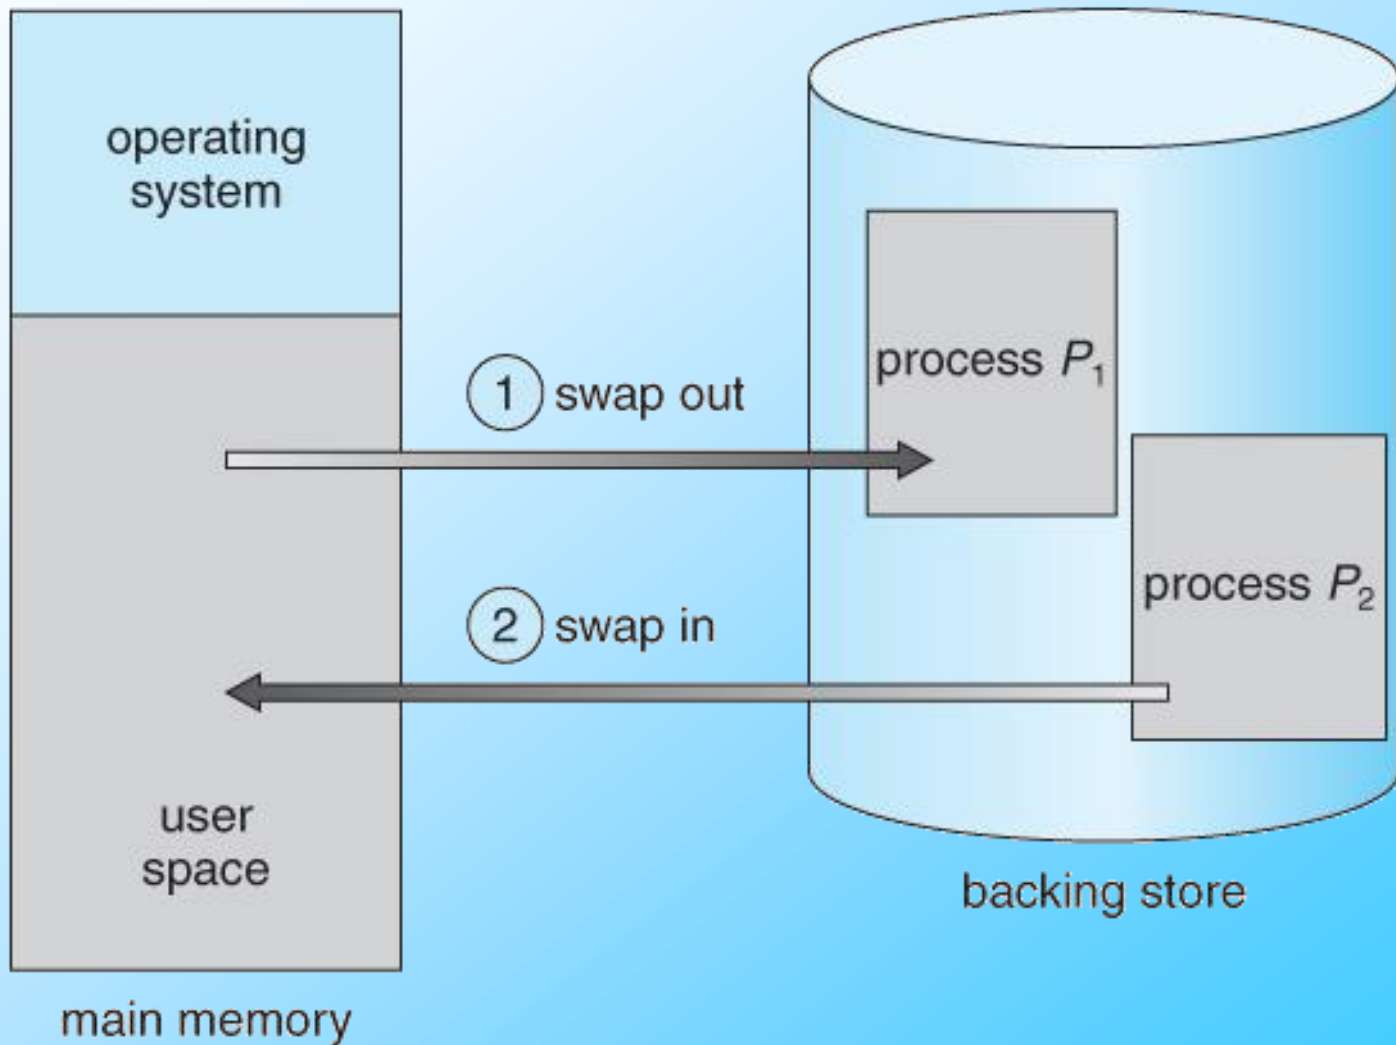 operating
system
process P₁
1 swap out
process P₂
2 swap in
user
space
backing store
main memory